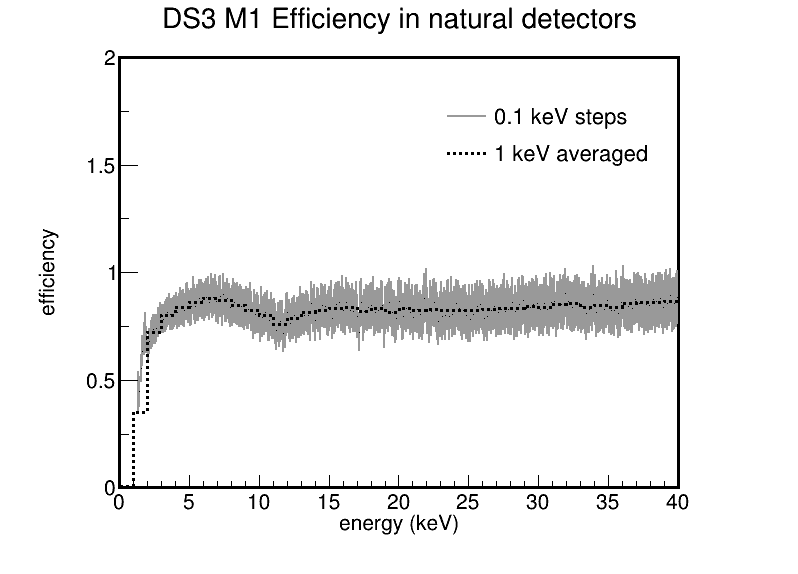 DS3 M1 Efficiency in natural detectors
2
0.1 keV steps
1 keV averaged
1.5
efficiency
1
0.5
0
0 5 10 15 20 25 30 35 40
energy (keV)